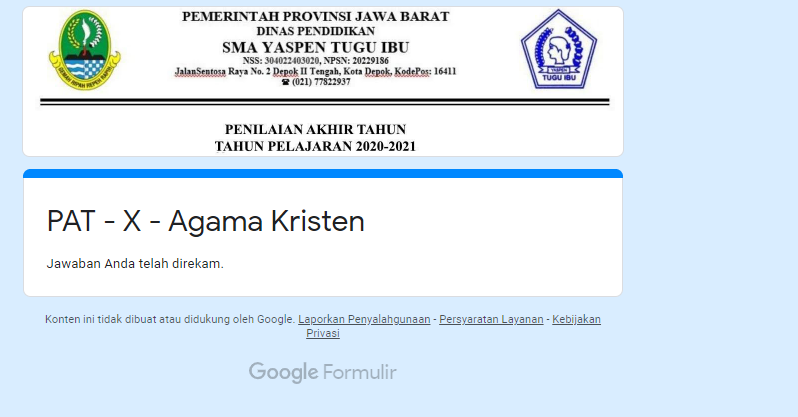 PEMERINTAH PROVINSI JAWA BARAT
DINAS PENDIDIKAN
SMA YASPEN TUGU IBU
NSS: 304022403020, NPSN: 20229186
JalanSentosa Raya No. 2 Depok II Tengah, Kota Depok, KodePos: 16411
☎ (021) 77822937
YASPEN
TUGU IBU
PENILAIAN AKHIR TAHUN
TAHUN PELAJARAN 2020-2021
PAT - X - Agama Kristen
Jawaban Anda telah direkam.
Konten ini tidak dibuat atau didukung oleh Google. Laporkan Penyalahgunaan - Persyaratan Layanan - Kebijakan
Privasi
Google Formulir